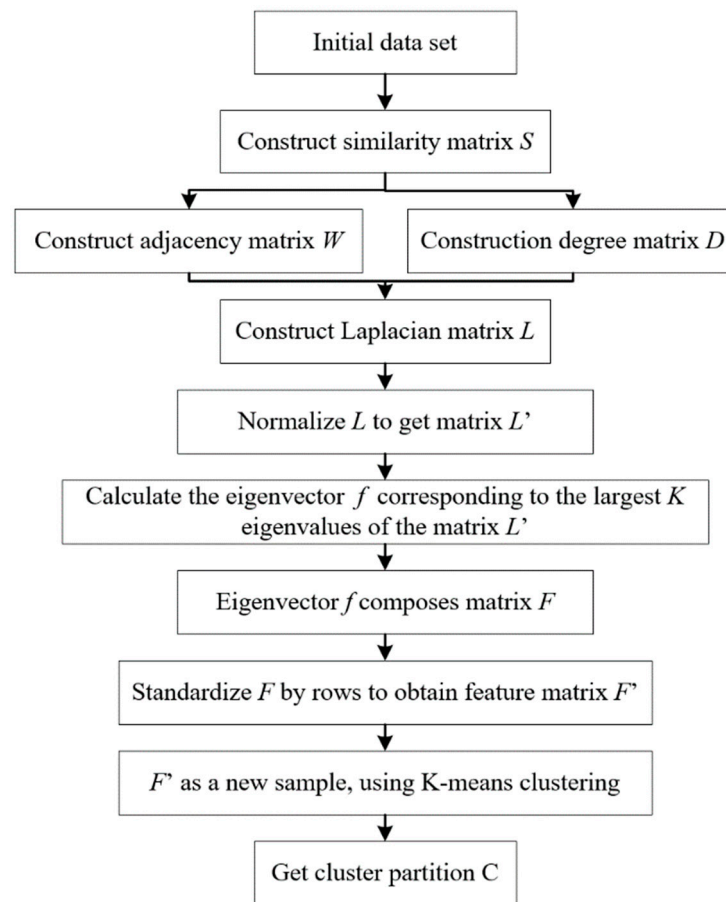 Initial data set
Construct similarity matrix S
Construct adjacency matrix W
Construction degree matrix D
Construct Laplacian matrix L
Normalize L to get matrix L’
Calculate the eigenvector f corresponding to the largest K
eigenvalues of the matrix L’
Eigenvector f composes matrix F
Standardize F by rows to obtain feature matrix F’
F’ as a new sample, using K-means clustering
Get cluster partition C